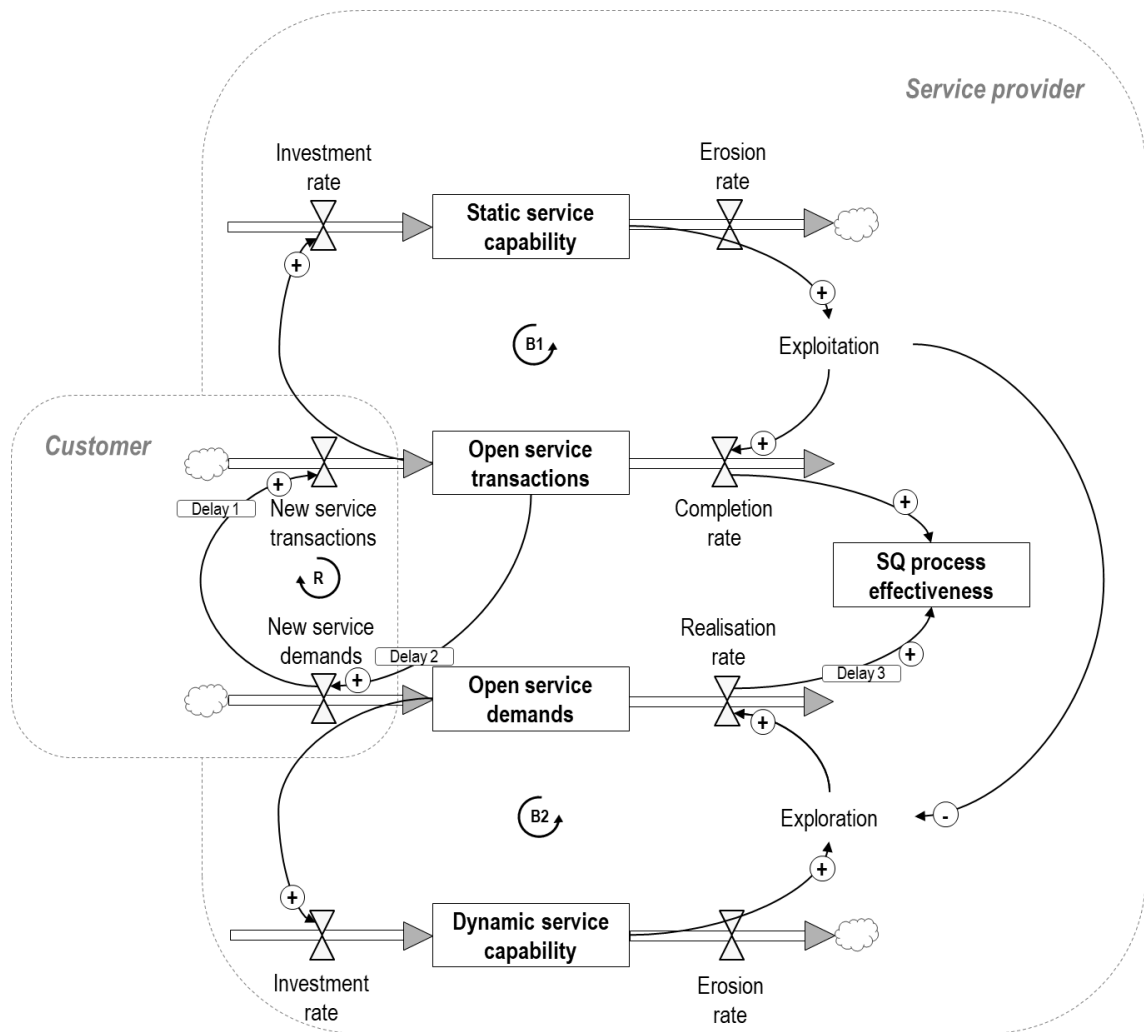 Service provider
Investment
rate
Erosion
rate
Static service
capability
+
+
B1
Exploitation
Customer
Open service
transactions
+
+
Delay 1
New service
transactions
Completion
rate
+
SQ process
effectiveness
R
New service
demands
Realisation
rate
Delay 2
+
+
Delay 3
Open service
demands
+
B2
Exploration
-
+
+
Dynamic service
capability
Investment
rate
Erosion
rate